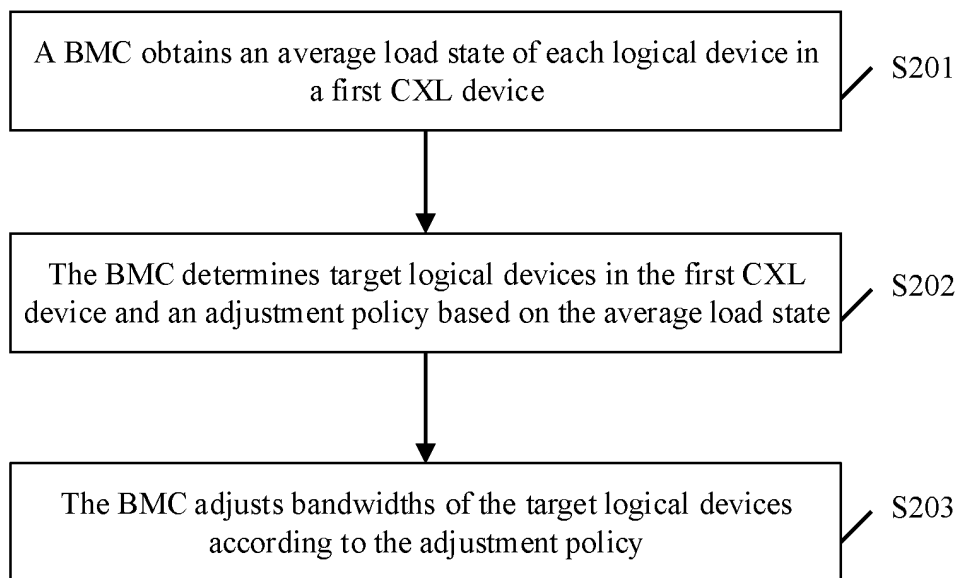 A BMC obtains an average load state of each logical device in
a first CXL device
S201
The BMC determines target logical devices in the first CXL
device and an adjustment policy based on the average load state
S202
The BMC adjusts bandwidths of the target logical devices
according to the adjustment policy
S203